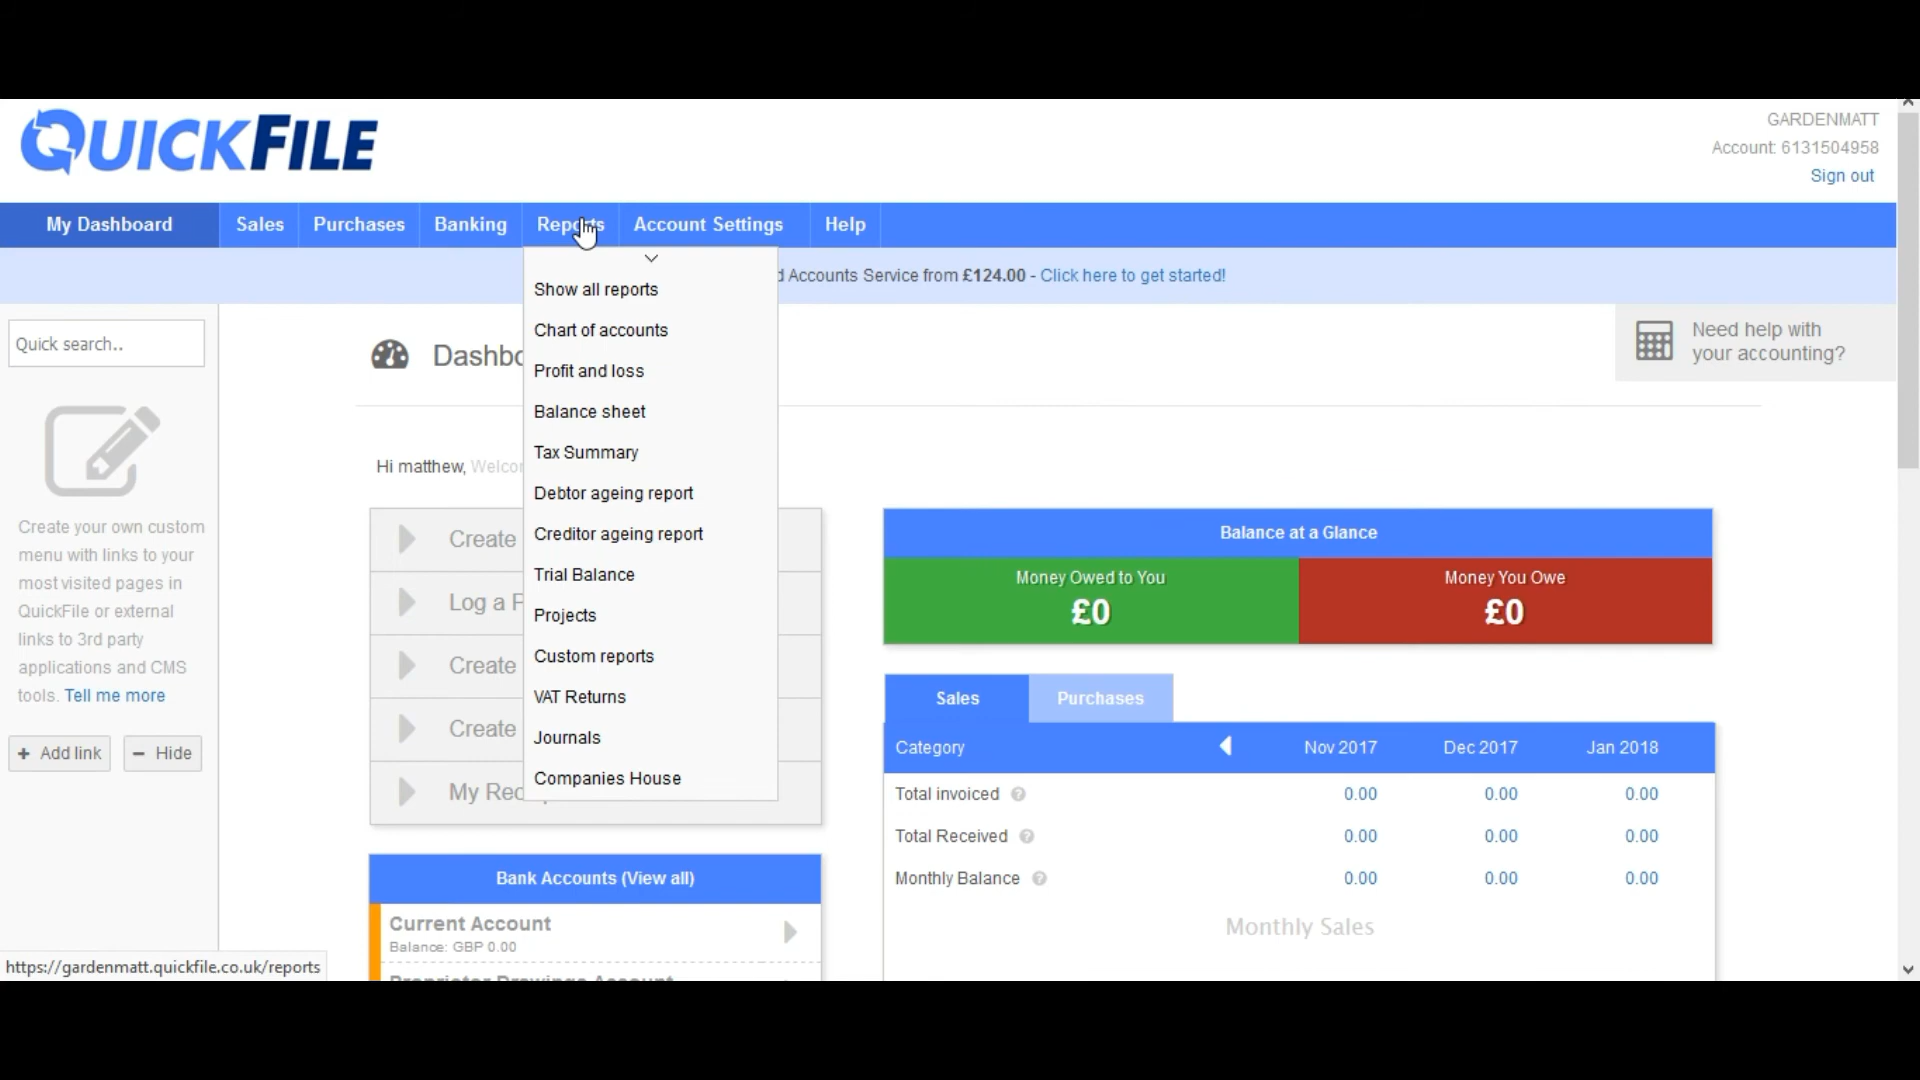 QUICKFILE
GARDENMATT
Account: 6131504958
Sign out
My Dashboard
Sales
Purchases
Banking
Reports
Account Settings
Help
d Accounts Service from £124.00 - Click here to get started!
Show all reports
Chart of accounts
Profit and loss
Balance sheet
Tax Summary
Debtor ageing report
Creditor ageing report
Trial Balance
Projects
Custom reports
VAT Returns
Journals
Companies House
Quick search..
Create your own custom
menu with links to your
most visited pages in
QuickFile or external
links to 3rd party
applications and CMS
tools. Tell me more
+ Add link
− Hide
Dashbo
Need help with
your accounting?
Hi matthew, Welco
Create
Log a
Create
Create
My Rec
Bank Accounts (View all)
Current Account
Balance: GBP 0.00
Proprietor Drawings Account
Balance at a Glance
Money Owed to You
£0
Money You Owe
£0
Sales
Purchases
Category
Nov 2017
Dec 2017
Jan 2018
Total invoiced
0.00
0.00
0.00
Total Received
0.00
0.00
0.00
Monthly Balance
0.00
0.00
0.00
Monthly Sales
https://gardenmatt.quickfile.co.uk/reports